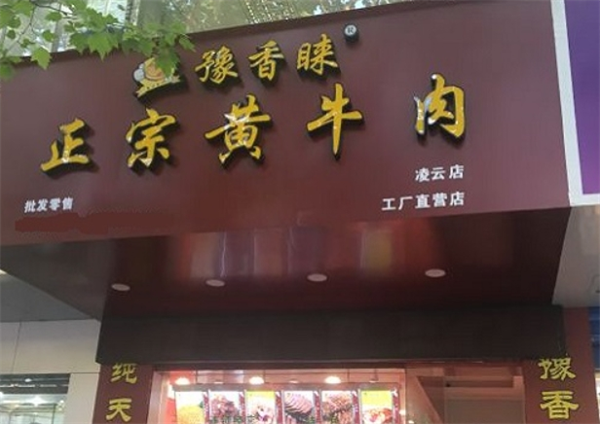 豫香睐
正宗黄牛肉
凌云店
批发零售
工厂直营店
纯天
豫香